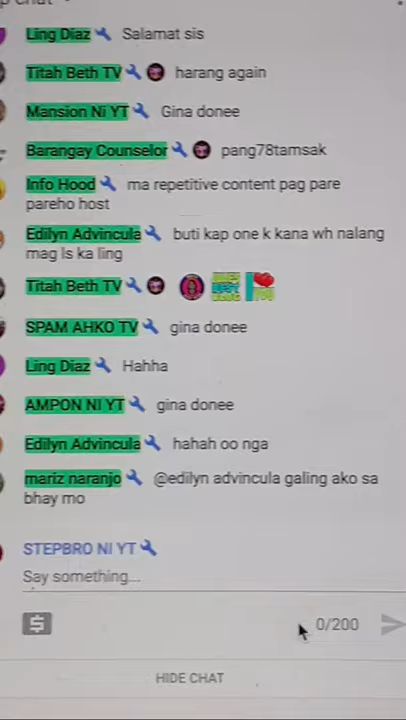 Ling Diaz Salamat sis
Titah Beth TV harang again
Mansion Ni YT Gina donee
Barangay Counselor pang78tamsak
Info Hood ma repetitive content pag pare
pareho host
Edilyn Advincula buti kap one k kana wh nalang
mag ls ka ling
Titah Beth TV
SPAM AHKO TV gina donee
Ling Diaz Hahha
AMPON NI YT gina donee
Edilyn Advincula hahah oo nga
mariz naranjo @edilyn advincula galing ako sa
bhay mo
STEPBRO NI YT
Say something...
0/200
HIDE CHAT